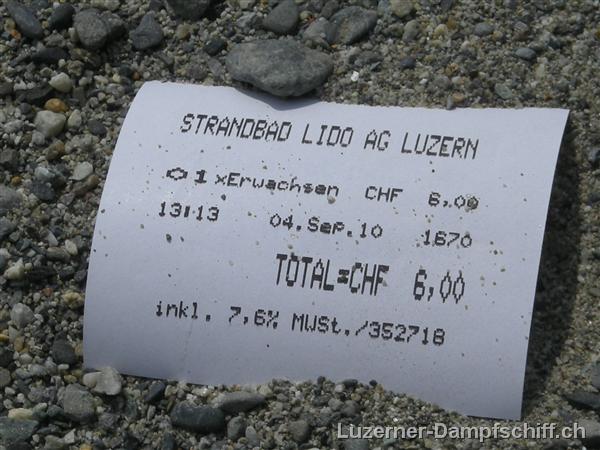 STRANDBAD LIDO AG LUZERN
1 xErwachsen CHF 6,00
13:13 04.Sep.10 1670
TOTAL=CHF 6,00
inkl. 7,6% MWSt./352718
Luzerner-Dampfschiff.ch